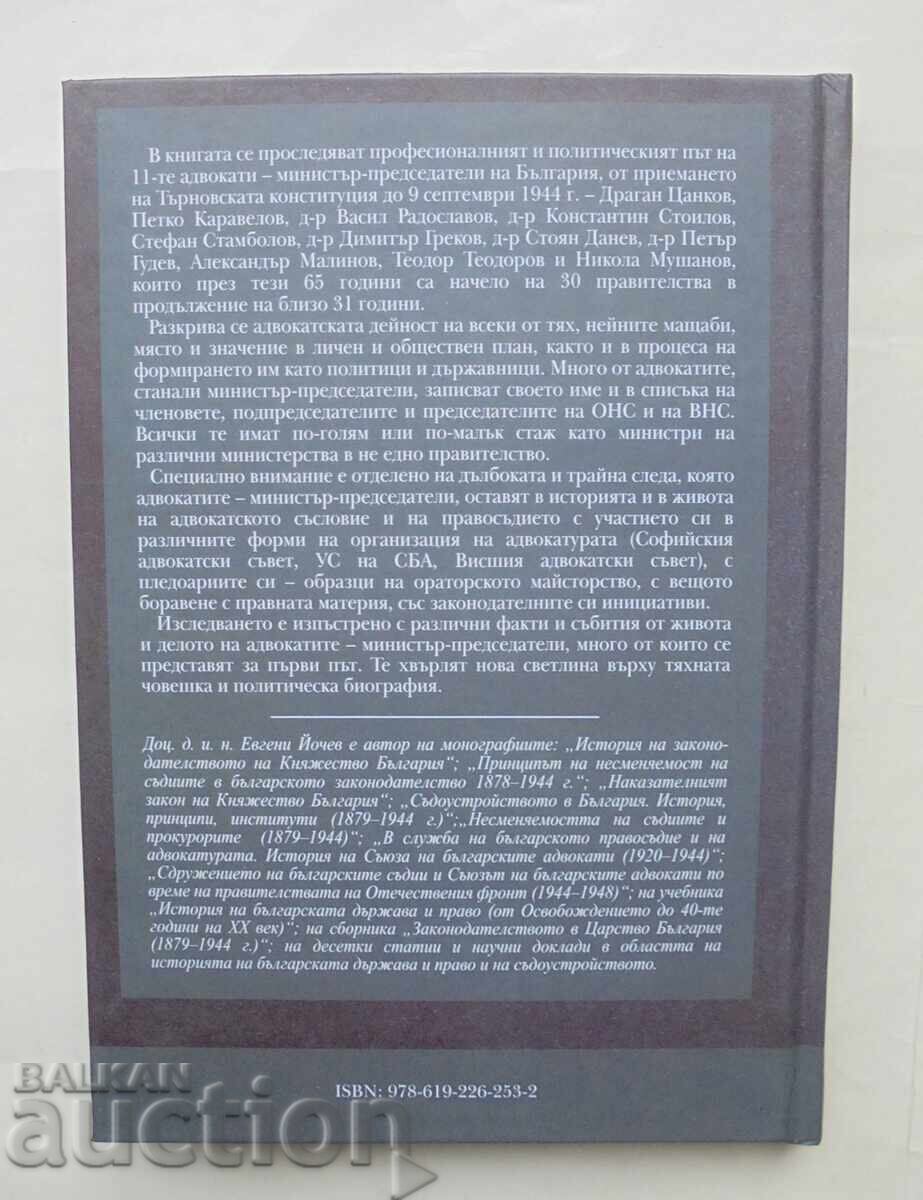 В книгата се проследяват професионалният и политическият път на
11-те адвокати – министър-председатели на България, от приемането
на Търновската конституция до 9 септември 1944 г. – Драган Цанков,
Петко Каравелов, д-р Васил Радославов, д-р Константин Стоилов,
Стефан Стамболов, д-р Димитър Греков, д-р Стоян Данев, д-р Петър
Гудев, Александър Малинов, Теодор Теодоров и Никола Мушанов,
които през тези 65 години са начело на 30 правителства в
продължение на близо 31 години.
Разкрива се адвокатската дейност на всеки от тях, нейните мащаби,
място и значение в личен и обществен план, както и в процеса на
формирането им като политици и държавници. Много от адвокатите,
станали министър-председатели, записват своето име и в списъка на
членовете, подпредседателите и председателите на ОНС и на ВНС.
Всички те имат по-голям или по-малък стаж като министри на
различни министерства в не едно правителство.
Специално внимание е отделено на дълбоката и трайна следа, която
адвокатите – министър-председатели, оставят в историята и в живота
на адвокатското съсловие и на правосъдието с участието си в
различните форми на организация на адвокатурата (Софийския
адвокатски съвет, УС на СБА, Висшия адвокатски съвет), с
пледоариите си – образци на ораторското майсторство, с вещото
боравене с правната материя, със законодателните си инициативи.
Изследването е изпъстрено с различни факти и събития от живота
и делото на адвокатите – министър-председатели, много от които се
представят за първи път. Те хвърлят нова светлина върху тяхната
човешка и политическа биография.
Доц. д. и. н. Евгени Йочев е автор на монографиите: „История на законо-
дателството на Княжество България“; „Принципът на несменяемост на
съдиите в българското законодателство 1878–1944 г.“; „Наказателният
закон на Княжество България“; „Съдоустройството в България. История,
принципи, институти (1879–1944 г.)“;„Несменяемостта на съдиите и
прокурорите (1879–1944)“; „В служба на българското правосъдие и на
адвокатурата. История на Съюза на българските адвокати (1920–1944)“;
„Сдружението на българските съдии и Съюзът на българските адвокати по
време на правителствата на Отечествения фронт (1944–1948)“; на учебника
„История на българската държава и право (от Освобождението до 40-те
години на XX век)“; на сборника „Законодателството в Царство България
(1879–1944 г.)“; на десетки статии и научни доклади в областта на
историята на българската държава и право и на съдоустройството.
ISBN: 978-619-226-253-2
BALKAN
auction